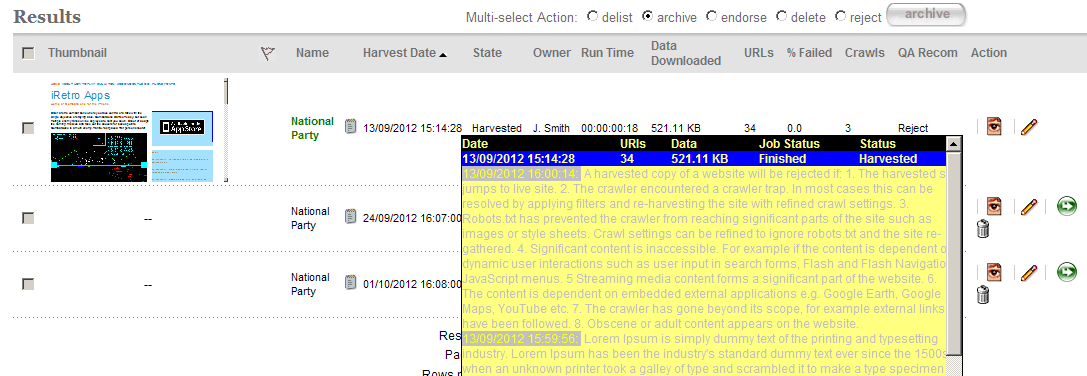 Results
Multi-select Action: delist archive endorse delete reject archive
Thumbnail Name Harvest Date State Owner Run Time Data Downloaded URLs % Failed Crawls QA Recom Action
iRetro Apps
AppStore
National Party 13/09/2012 15:14:28 Harvested J. Smith 00:00:00:18 521.11 KB 34 0.0 3 Reject
Date URIs Data Job Status Status
13/09/2012 15:14:28 34 521.11 KB Finished Harvested
13/09/2012 16:00:14: A harvested copy of a website will be rejected if: 1. The harvested s
jumps to live site. 2. The crawler encountered a crawler trap. In most cases this can be
resolved by applying filters and re-harvesting the site with refined crawl settings. 3.
Robots.txt has prevented the crawler from reaching significant parts of the site such as
images or style sheets. Crawl settings can be refined to ignore robots.txt and the site re-
gathered. 4. Significant content is inaccessible. For example if the content is dependent o
dynamic user interactions such as user input in search forms, Flash and Flash Navigatio
JavaScript menus. 5 Streaming media content forms a significant part of the website. 6.
The content is dependent on embedded external applications e.g. Google Earth, Google
Maps, YouTube etc. 7. The crawler has gone beyond its scope, for example external links
have been followed. 8. Obscene or adult content appears on the website.
13/09/2012 15:59:56: Lorem Ipsum is simply dummy text of the printing and typesetting
industry. Lorem Ipsum has been the industry's standard dummy text ever since the 1500s
when an unknown printer took a galley of type and scrambled it to make a type specimen
-- National Party 24/09/2012 16:07:00
-- National Party 01/10/2012 16:08:00
Res
Pa
Rows